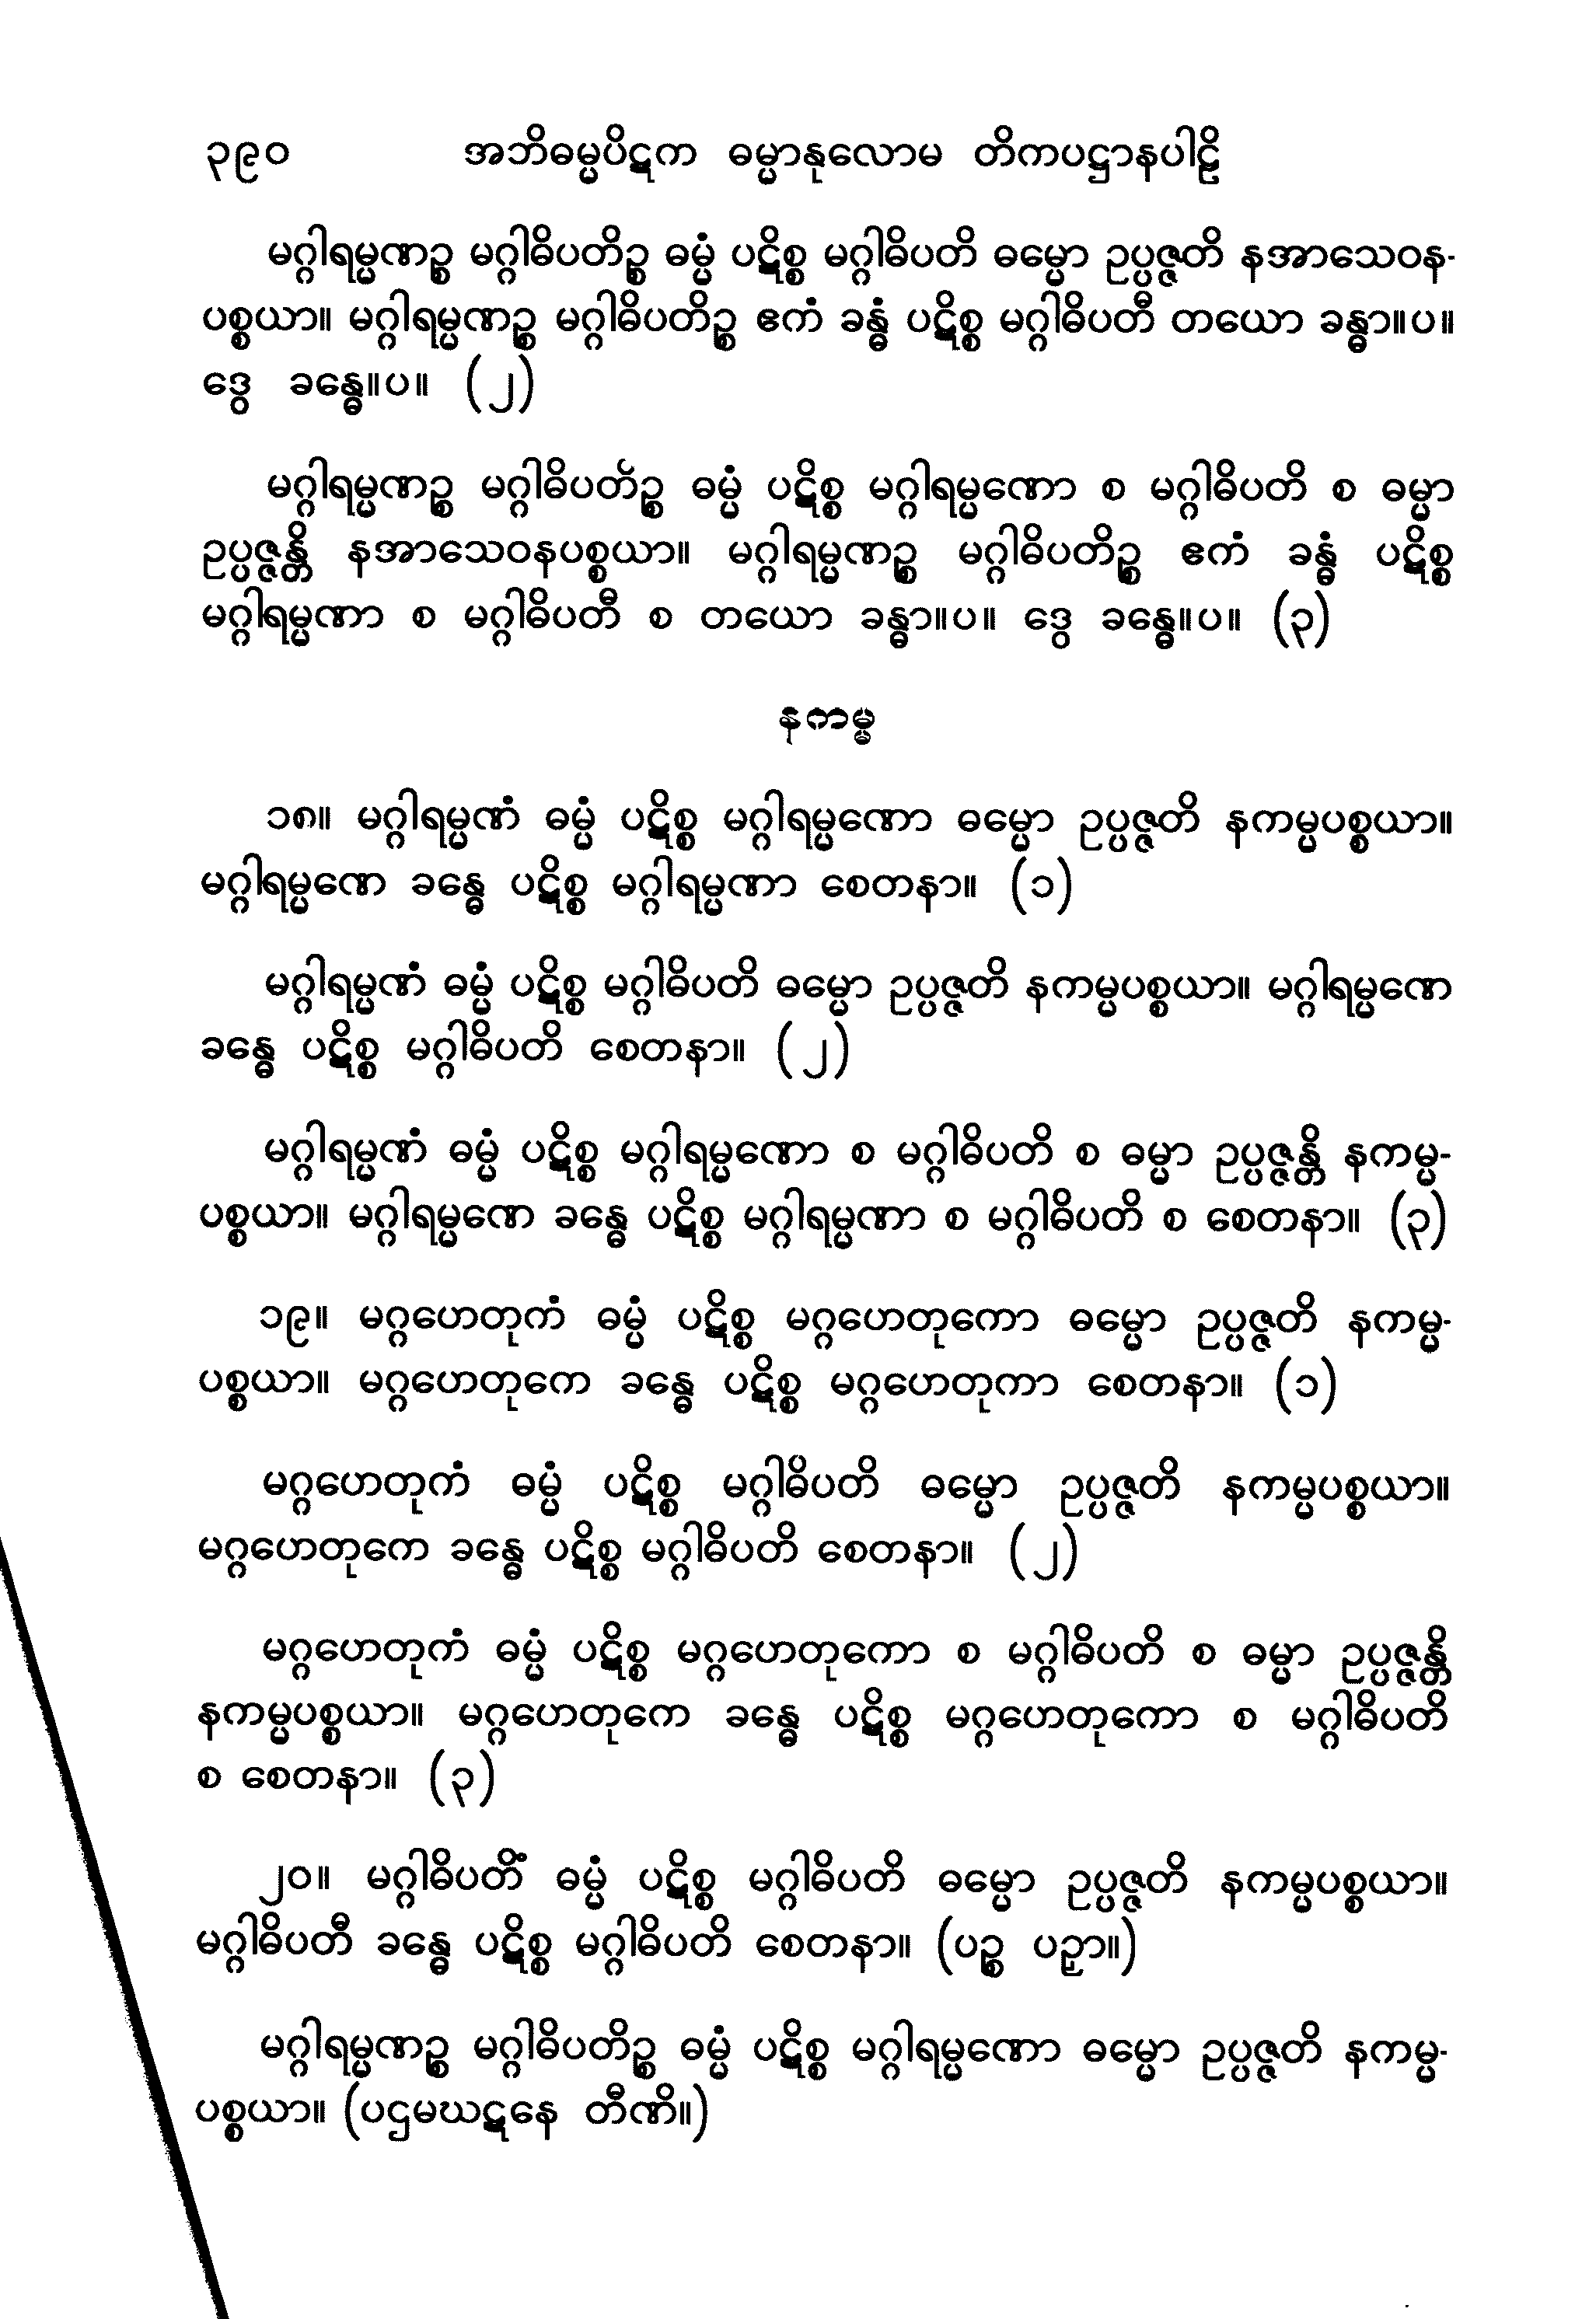 ၃၉၀ အဘိဓမ္မပိဋက ဓမ္မာနုလောမ တိကပဋ္ဌာနပါဠိ
မဂ္ဂါရမ္မဏဉ္စ မဂ္ဂါဓိပတိဉ္စ ဓမ္မံ ပဋိစ္စ မဂ္ဂါဓိပတိ ဓမ္မော ဥပ္ပဇ္ဇတိ နအာသေဝန-
ပစ္စယာ။ မဂ္ဂါရမ္မဏဉ္စ မဂ္ဂါဓိပတိဉ္စ ဧကံ ခန္ဓံ ပဋိစ္စ မဂ္ဂါဓိပတီ တယော ခန္ဓာ။ပ။
ဒွေ ခန္ဓေ။ပ။ (၂)
မဂ္ဂါရမ္မဏဉ္စ မဂ္ဂါဓိပတိဉ္စ ဓမ္မံ ပဋိစ္စ မဂ္ဂါရမ္မဏော စ မဂ္ဂါဓိပတိ စ ဓမ္မာ
ဥပ္ပဇ္ဇန္တိ နအာသေဝနပစ္စယာ။ မဂ္ဂါရမ္မဏဉ္စ မဂ္ဂါဓိပတိဉ္စ ဧကံ ခန္ဓံ ပဋိစ္စ
မဂ္ဂါရမ္မဏာ စ မဂ္ဂါဓိပတီ စ တယော ခန္ဓာ။ပ။ ဒွေ ခန္ဓေ။ပ။ (၃)
နကမ္မ
၁၈။ မဂ္ဂါရမ္မဏံ ဓမ္မံ ပဋိစ္စ မဂ္ဂါရမ္မဏော ဓမ္မော ဥပ္ပဇ္ဇတိ နကမ္မပစ္စယာ။
မဂ္ဂါရမ္မဏေ ခန္ဓေ ပဋိစ္စ မဂ္ဂါရမ္မဏာ စေတနာ။ (၁)
မဂ္ဂါရမ္မဏံ ဓမ္မံ ပဋိစ္စ မဂ္ဂါဓိပတိ ဓမ္မော ဥပ္ပဇ္ဇတိ နကမ္မပစ္စယာ။ မဂ္ဂါရမ္မဏေ
ခန္ဓေ ပဋိစ္စ မဂ္ဂါဓိပတိ စေတနာ။ (၂)
မဂ္ဂါရမ္မဏံ ဓမ္မံ ပဋိစ္စ မဂ္ဂါရမ္မဏော စ မဂ္ဂါဓိပတိ စ ဓမ္မာ ဥပ္ပဇ္ဇန္တိ နကမ္မ-
ပစ္စယာ။ မဂ္ဂါရမ္မဏေ ခန္ဓေ ပဋိစ္စ မဂ္ဂါရမ္မဏာ စ မဂ္ဂါဓိပတိ စ စေတနာ။ (၃)
၁၉။ မဂ္ဂဟေတုကံ ဓမ္မံ ပဋိစ္စ မဂ္ဂဟေတုကော ဓမ္မော ဥပ္ပဇ္ဇတိ နကမ္မ-
ပစ္စယာ။ မဂ္ဂဟေတုကေ ခန္ဓေ ပဋိစ္စ မဂ္ဂဟေတုကာ စေတနာ။ (၁)
မဂ္ဂဟေတုကံ ဓမ္မံ ပဋိစ္စ မဂ္ဂါဓိပတိ ဓမ္မော ဥပ္ပဇ္ဇတိ နကမ္မပစ္စယာ။
မဂ္ဂဟေတုကေ ခန္ဓေ ပဋိစ္စ မဂ္ဂါဓိပတိ စေတနာ။ (၂)
မဂ္ဂဟေတုကံ ဓမ္မံ ပဋိစ္စ မဂ္ဂဟေတုကော စ မဂ္ဂါဓိပတိ စ ဓမ္မာ ဥပ္ပဇ္ဇန္တိ
နကမ္မပစ္စယာ။ မဂ္ဂဟေတုကေ ခန္ဓေ ပဋိစ္စ မဂ္ဂဟေတုကော စ မဂ္ဂါဓိပတိ
စ စေတနာ။ (၃)
၂၀။ မဂ္ဂါဓိပတိံ ဓမ္မံ ပဋိစ္စ မဂ္ဂါဓိပတိ ဓမ္မော ဥပ္ပဇ္ဇတိ နကမ္မပစ္စယာ။
မဂ္ဂါဓိပတီ ခန္ဓေ ပဋိစ္စ မဂ္ဂါဓိပတိ စေတနာ။ (ပဉ္စ ပဉှာ။)
မဂ္ဂါရမ္မဏဉ္စ မဂ္ဂါဓိပတိဉ္စ ဓမ္မံ ပဋိစ္စ မဂ္ဂါရမ္မဏော ဓမ္မော ဥပ္ပဇ္ဇတိ နကမ္မ-
ပစ္စယာ။ (ပဌမဃဋနေ တီဏိ။)